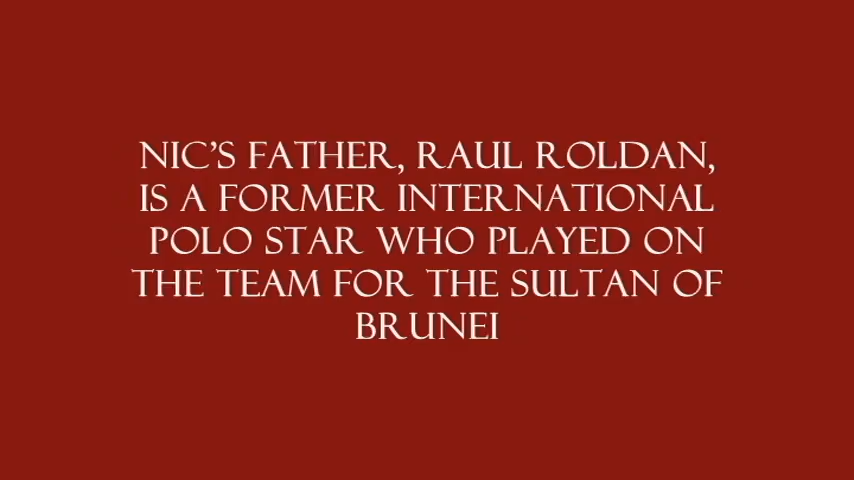 NIC'S FATHER, RAUL ROLDAN,
IS A FORMER INTERNATIONAL
POLO STAR WHO PLAYED ON
THE TEAM FOR THE SULTAN OF
BRUNEI